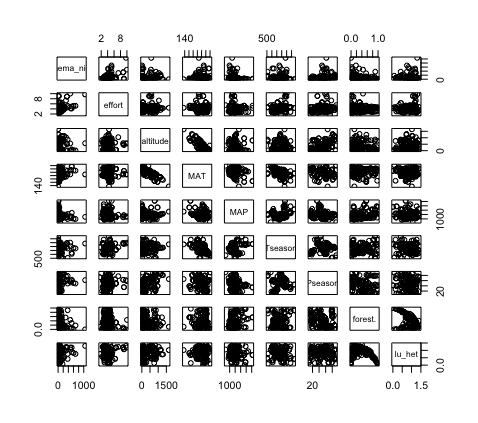 2 8 140 500 0.0 1.0
ema_ni 0
2 8 effort
altitude 0
140 MAT
MAP 1000
500 Tseason
Pseason 20
0.0 forest.
lu_het 0.0
0 1000 0 1500 1000 20 0.0 1.5